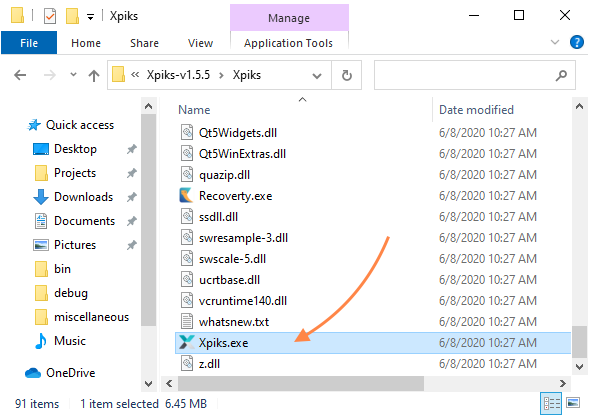 Xpiks
Manage
File
Home
Share
View
Application Tools
« Xpiks-v1.5.5 › Xpiks
Name
Date modified
Quick access
Desktop
Projects
Downloads
Documents
Pictures
bin
debug
miscellaneous
Music
OneDrive
Qt5Widgets.dll 6/8/2020 10:27 AM
Qt5WinExtras.dll 6/8/2020 10:27 AM
quazip.dll 6/8/2020 10:27 AM
Recoverty.exe 6/8/2020 10:27 AM
ssdll.dll 6/8/2020 10:27 AM
swresample-3.dll 6/8/2020 10:27 AM
swscale-5.dll 6/8/2020 10:27 AM
ucrtbase.dll 6/8/2020 10:27 AM
vcruntime140.dll 6/8/2020 10:27 AM
whatsnew.txt 6/8/2020 10:27 AM
Xpiks.exe 6/8/2020 10:27 AM
z.dll 6/8/2020 10:27 AM
91 items 1 item selected 6.45 MB